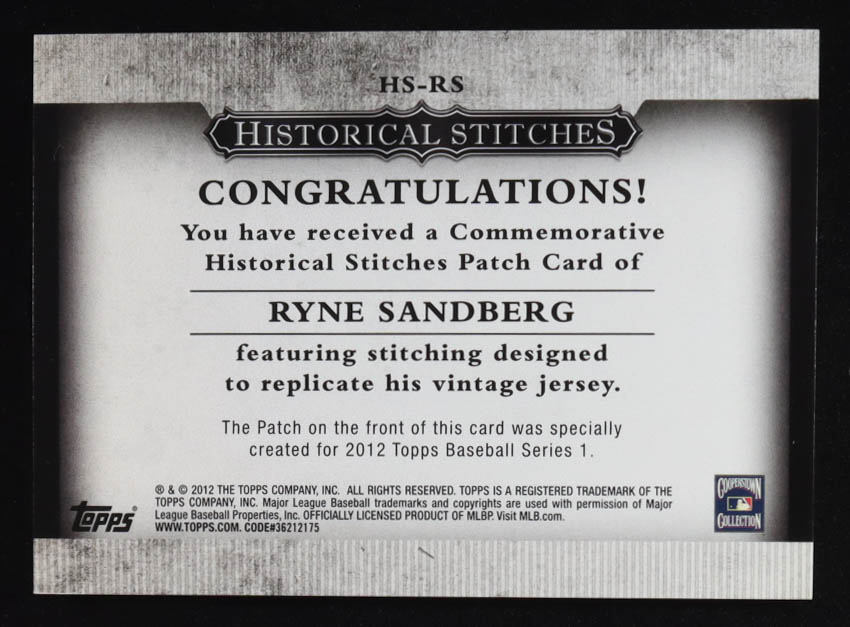 HS-RS
HISTORICAL STITCHES
CONGRATULATIONS!
You have received a Commemorative
Historical Stitches Patch Card of
RYNE SANDBERG
featuring stitching designed
to replicate his vintage jersey.
The Patch on the front of this card was specially
created for 2012 Topps Baseball Series 1.
® & © 2012 THE TOPPS COMPANY, INC. ALL RIGHTS RESERVED. TOPPS IS A REGISTERED TRADEMARK OF THE
TOPPS COMPANY, INC. Major League Baseball trademarks and copyrights are used with permission of Major
League Baseball Properties, Inc. OFFICIALLY LICENSED PRODUCT OF MLBP. Visit MLB.com.
WWW.TOPPS.COM. CODE#36212175
topps®
COOPERSTOWN
COLLECTION